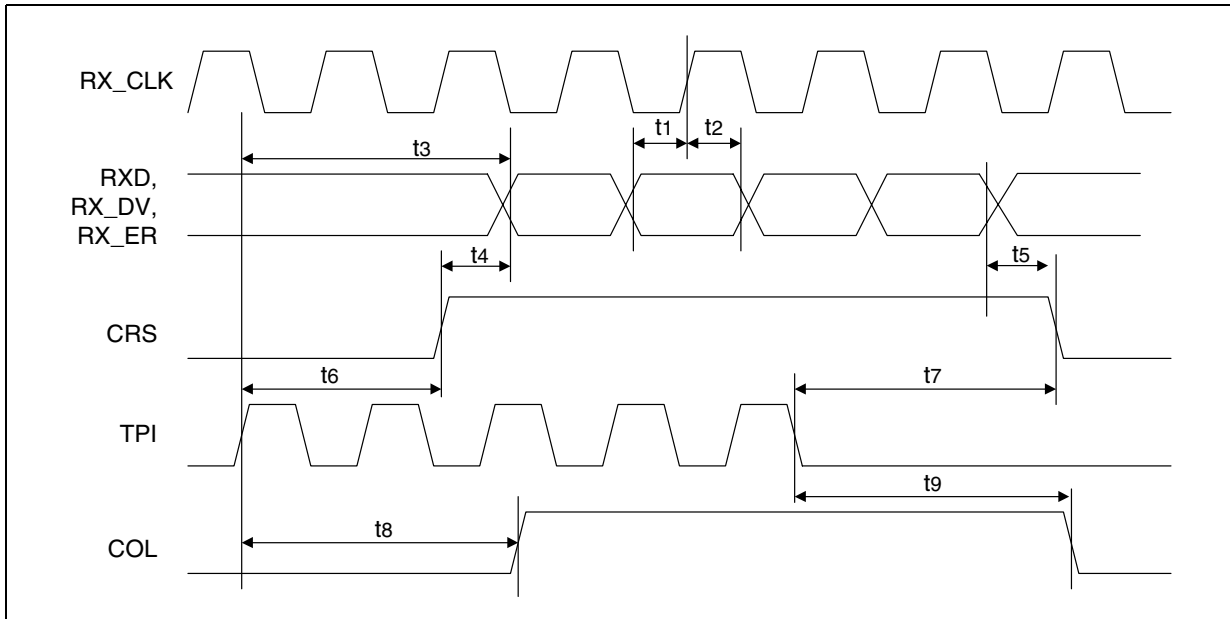 RX_CLK
t1
t2
t3
RXD,
RX_DV,
RX_ER
t4
t5
CRS
t6
t7
TPI
t9
t8
COL